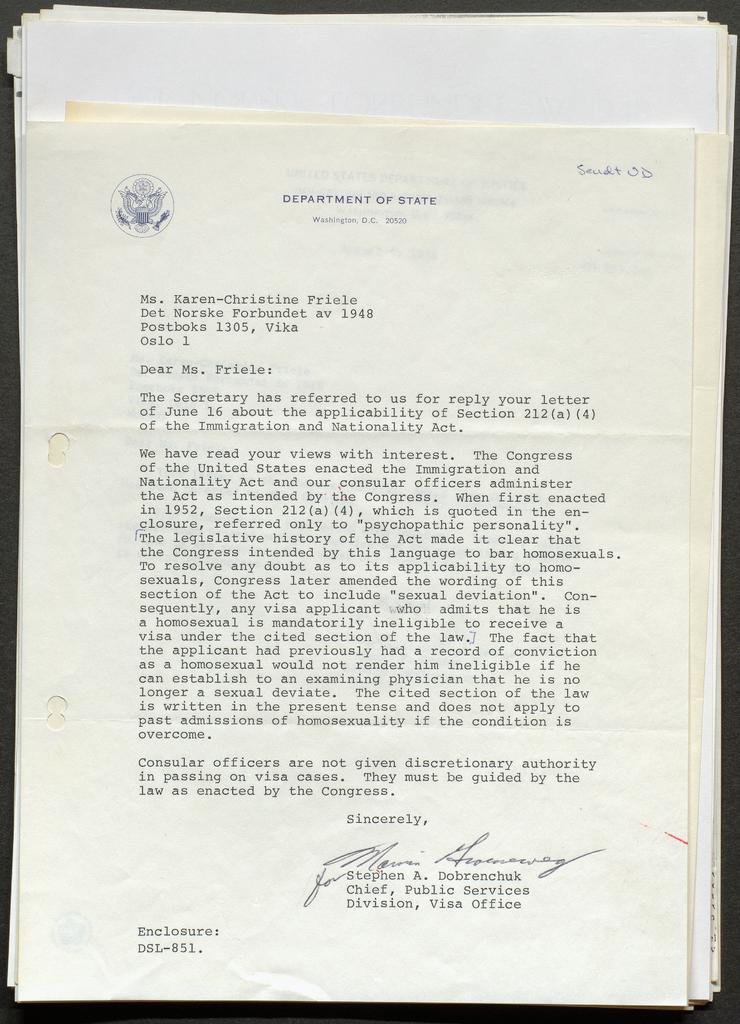 Sendt UD
DEPARTMENT OF STATE
Washington, D.C. 20520
Ms. Karen-Christine Friele
Det Norske Forbundet av 1948
Postboks 1305, Vika
Oslo 1
Dear Ms. Friele:
The Secretary has referred to us for reply your letter
of June 16 about the applicability of Section 212(a)(4)
of the Immigration and Nationality Act.
We have read your views with interest. The Congress
of the United States enacted the Immigration and
Nationality Act and our consular officers administer
the Act as intended by the Congress. When first enacted
in 1952, Section 212(a)(4), which is quoted in the en-
closure, referred only to "psychopathic personality".
The legislative history of the Act made it clear that
the Congress intended by this language to bar homosexuals.
To resolve any doubt as to its applicability to homo-
sexuals, Congress later amended the wording of this
section of the Act to include "sexual deviation". Con-
sequently, any visa applicant who admits that he is
a homosexual is mandatorily ineligible to receive a
visa under the cited section of the law. The fact that
the applicant had previously had a record of conviction
as a homosexual would not render him ineligible if he
can establish to an examining physician that he is no
longer a sexual deviate. The cited section of the law
is written in the present tense and does not apply to
past admissions of homosexuality if the condition is
overcome.
Consular officers are not given discretionary authority
in passing on visa cases. They must be guided by the
law as enacted by the Congress.
Sincerely,
Marvin Groeneweg
for Stephen A. Dobrenchuk
Chief, Public Services
Division, Visa Office
Enclosure:
DSL-851.